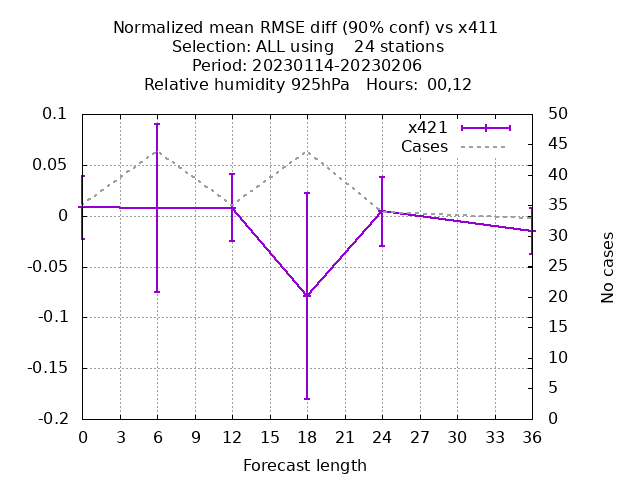 Normalized mean RMSE diff (90% conf) vs x411
Selection: ALL using    24 stations
Period: 20230114-20230206
Relative humidity 925hPa   Hours:  00,12
x421
Cases
0.1
0.05
0
-0.05
-0.1
-0.15
-0.2
50
45
40
35
30
25
20
15
10
5
0
No cases
0 3 6 9 12 15 18 21 24 27 30 33 36
Forecast length